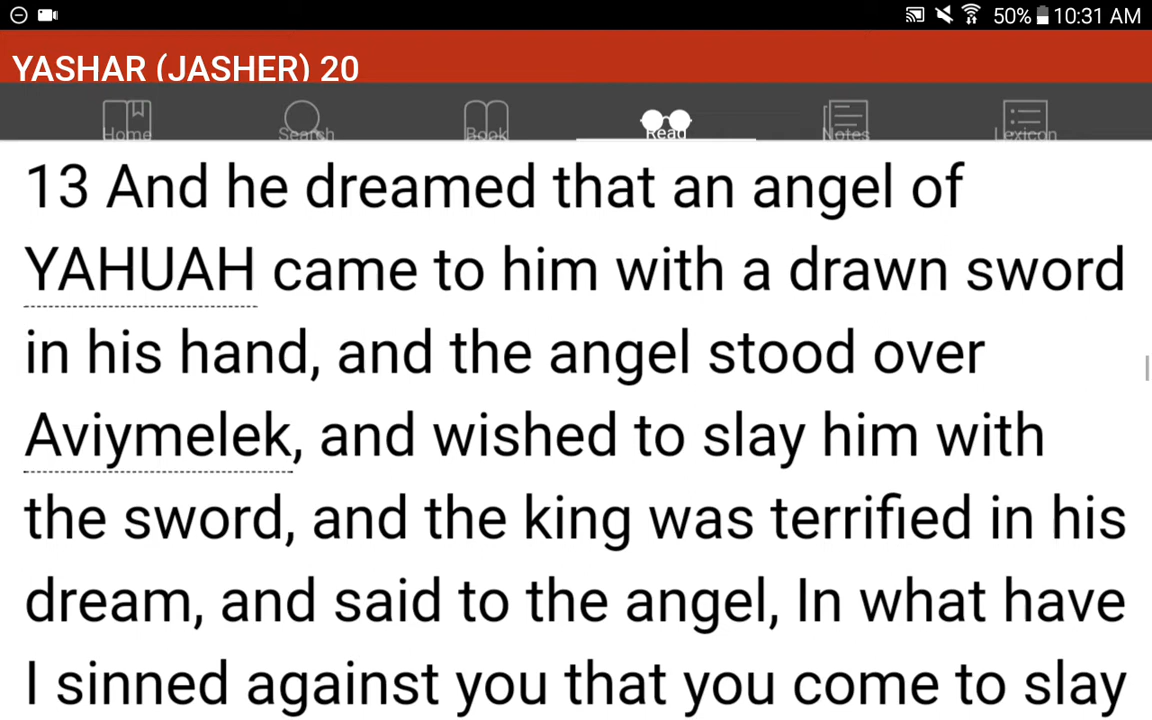 50% 10:31 AM
YASHAR (JASHER) 20
Home Search Book Read Notes Lexicon
13 And he dreamed that an angel of
YAHUAH came to him with a drawn sword
in his hand, and the angel stood over
Aviymelek, and wished to slay him with
the sword, and the king was terrified in his
dream, and said to the angel, In what have
I sinned against you that you come to slay